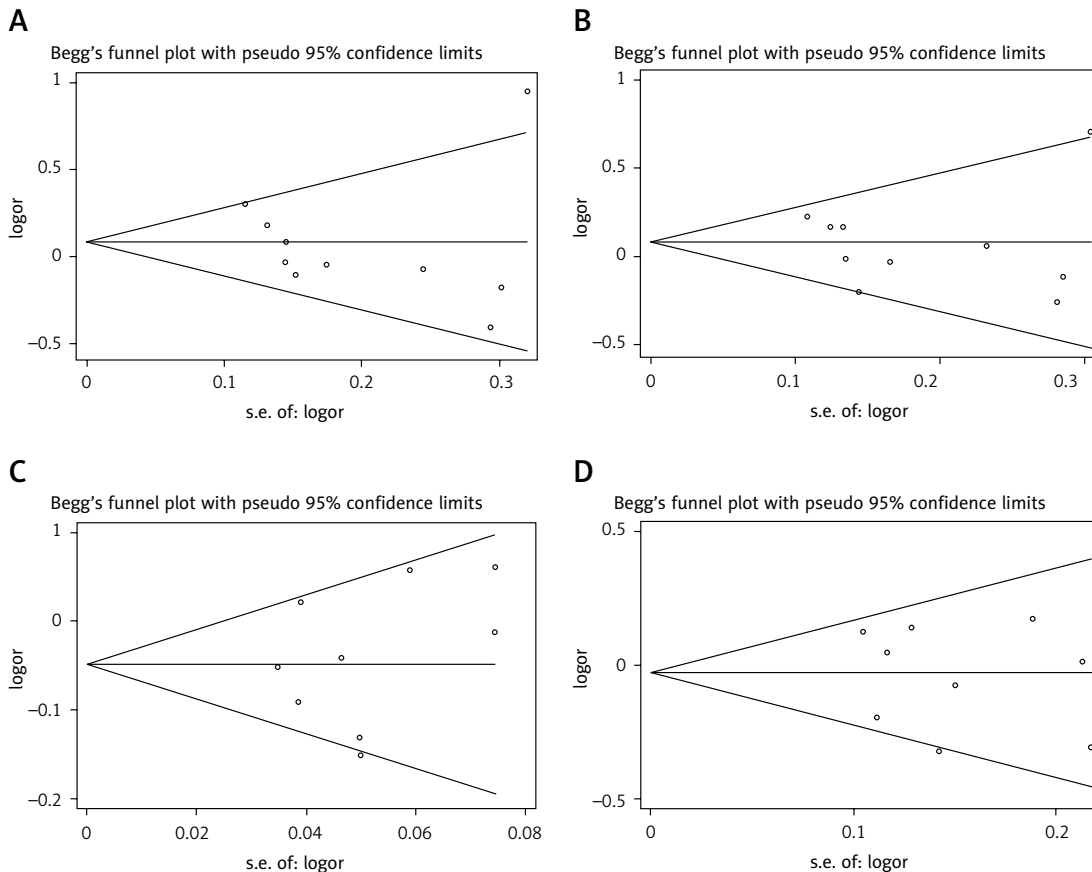 A
Begg's funnel plot with pseudo 95% confidence limits
1
0.5
0
–0.5
logor
0 0.1 0.2 0.3
s.e. of: logor
B
Begg's funnel plot with pseudo 95% confidence limits
1
0.5
0
–0.5
logor
0 0.1 0.2 0.3
s.e. of: logor
C
Begg's funnel plot with pseudo 95% confidence limits
1
0
–0.1
–0.2
logor
0 0.02 0.04 0.06 0.08
s.e. of: logor
D
Begg's funnel plot with pseudo 95% confidence limits
0.5
0
–0.5
logor
0 0.1 0.2
s.e. of: logor